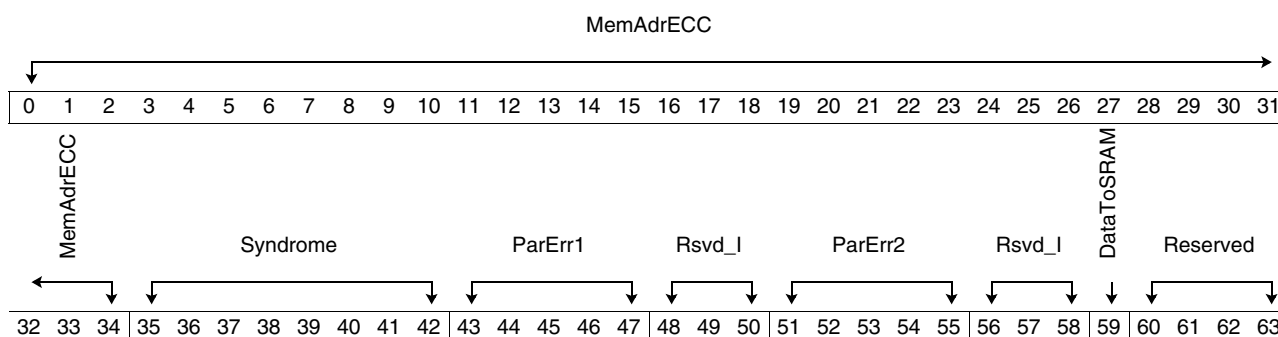 MemAdrECC
0 1 2 3 4 5 6 7 8 9 10 11 12 13 14 15 16 17 18 19 20 21 22 23 24 25 26 27 28 29 30 31
MemAdrECC
Syndrome ParErr1 Rsvd_I ParErr2 Rsvd_I DataToSRAM Reserved
32 33 34 35 36 37 38 39 40 41 42 43 44 45 46 47 48 49 50 51 52 53 54 55 56 57 58 59 60 61 62 63